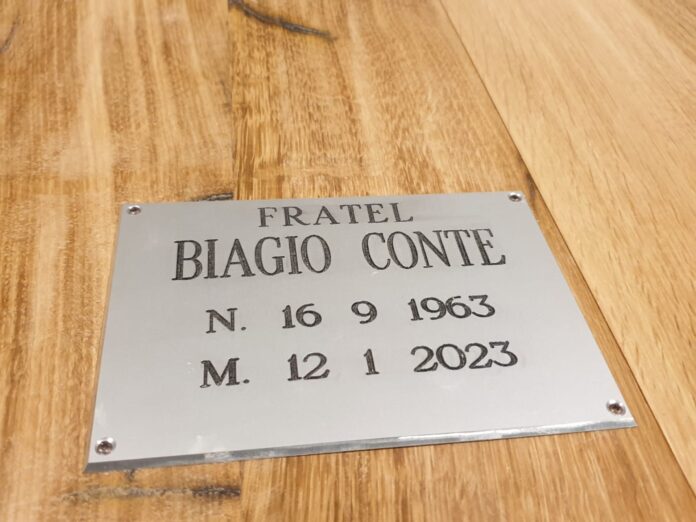 FRATEL
BIAGIO CONTE
N. 16 9 1963
M. 12 1 2023